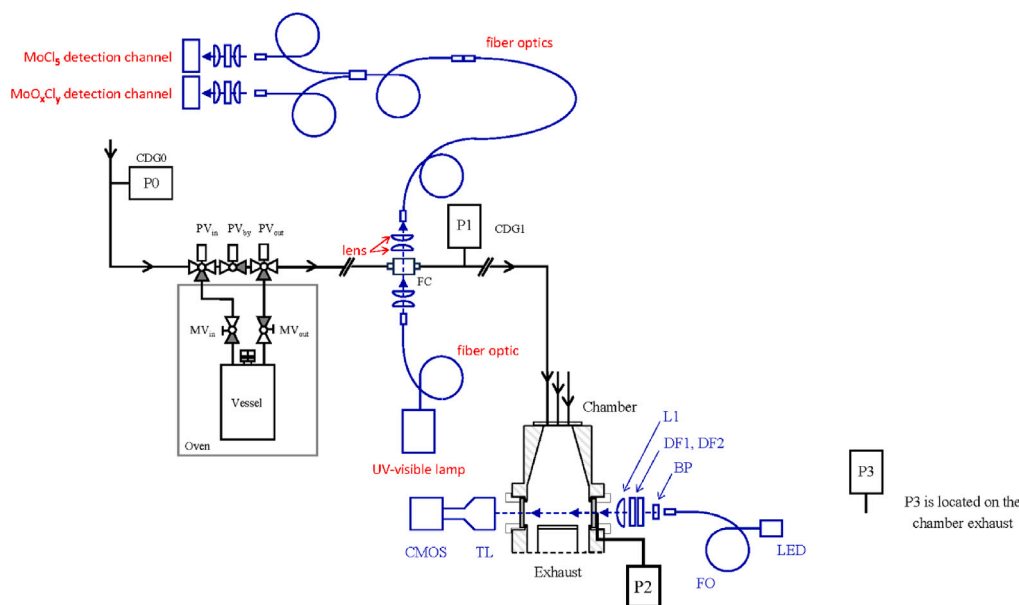 fiber optics
MoCl5 detection channel
MoOxCly detection channel
CDG0
P0
P1
CDG1
PVin PVby PVout
lens
FC
MVin MVout
fiber optic
Vessel
Oven
UV-visible lamp
Chamber
L1
DF1, DF2
BP
P3
P3 is located on the
chamber exhaust
CMOS TL
LED
Exhaust
FO
P2